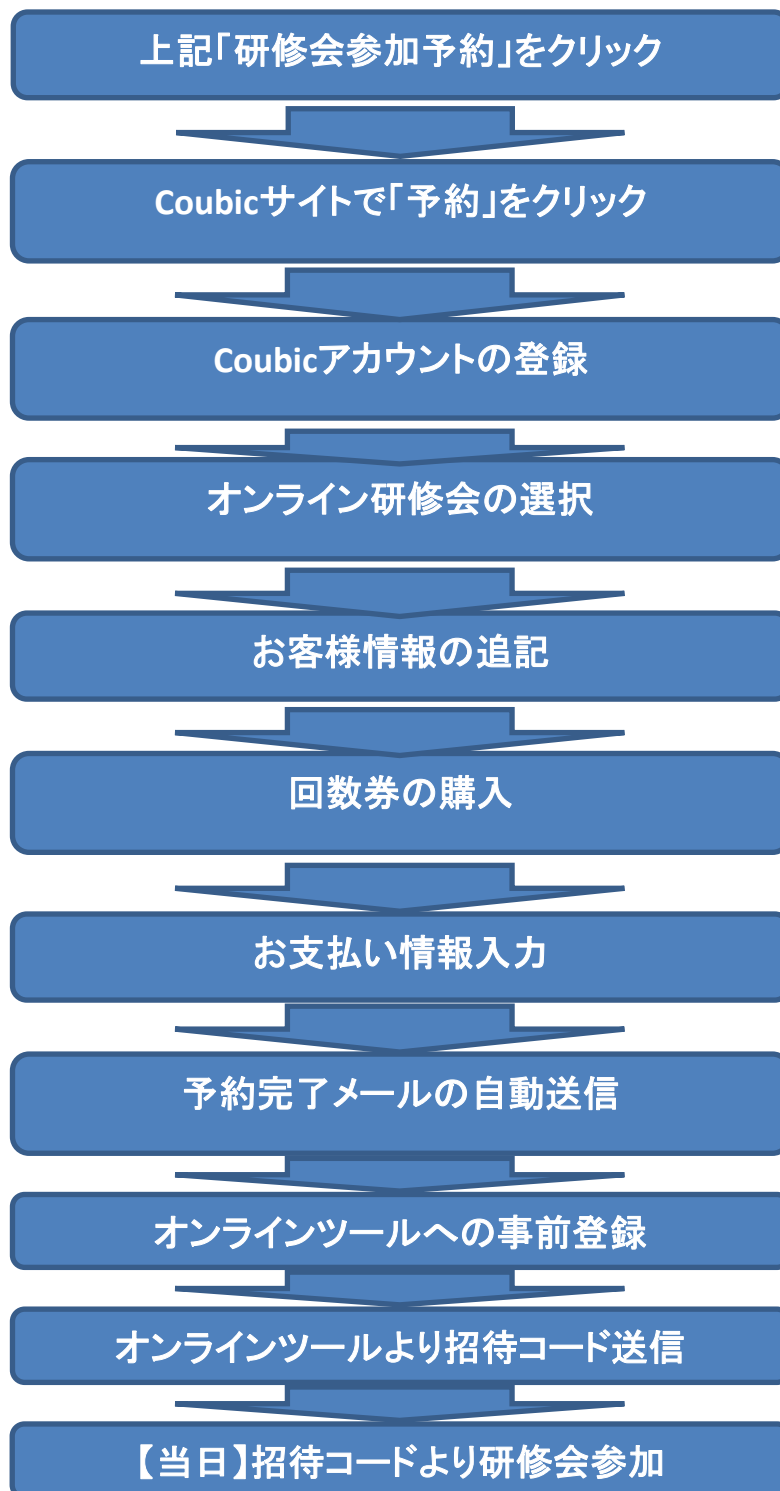 上記「研修会参加予約」をクリック
Coubicサイトで「予約」をクリック
Coubicアカウントの登録
オンライン研修会の選択
お客様情報の追記
回数券の購入
お支払い情報入力
予約完了メールの自動送信
オンラインツールへの事前登録
オンラインツールより招待コード送信
【当日】招待コードより研修会参加